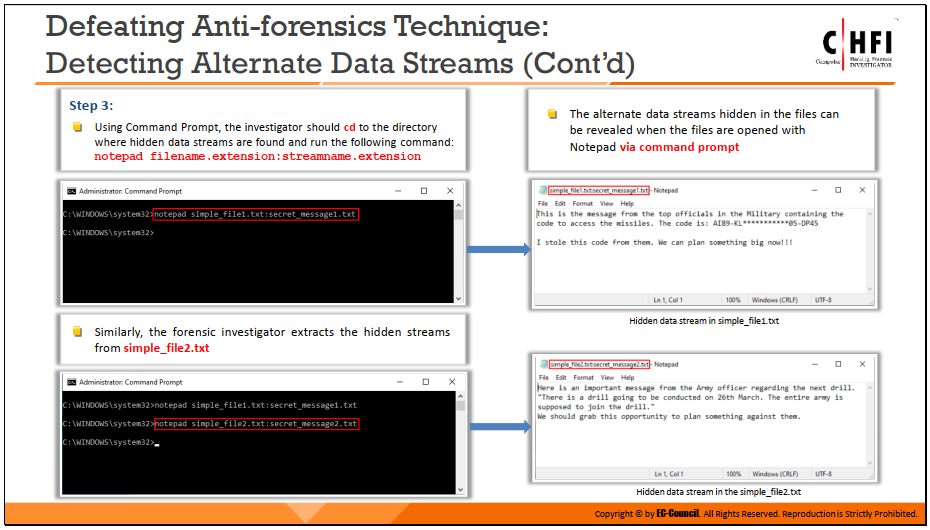 Defeating Anti-forensics Technique:
Detecting Alternate Data Streams (Cont’d)
C|HFI
Computer Hacking Forensic
INVESTIGATOR
Step 3:
Using Command Prompt, the investigator should cd to the directory
where hidden data streams are found and run the following command:
notepad filename.extension:streamname.extension
The alternate data streams hidden in the files can
be revealed when the files are opened with
Notepad via command prompt
Administrator: Command Prompt
C:\WINDOWS\system32>notepad simple_file1.txt:secret_message1.txt
C:\WINDOWS\system32>
simple_file1.txt:secret_message1.txt - Notepad
File Edit Format View Help
This is the message from the top officials in the Military containing the
code to access the missiles. The code is: AI89-KL***********05-DP45
I stole this code from them. We can plan something big now!!!
Ln 1, Col 1 100% Windows (CRLF) UTF-8
Hidden data stream in simple_file1.txt
Similarly, the forensic investigator extracts the hidden streams
from simple_file2.txt
Administrator: Command Prompt
C:\WINDOWS\system32>notepad simple_file1.txt:secret_message1.txt
C:\WINDOWS\system32>notepad simple_file2.txt:secret_message2.txt
C:\WINDOWS\system32>
simple_file2.txt:secret_message2.txt - Notepad
File Edit Format View Help
Here is an important message from the Army officer regarding the next drill.
"There is a drill going to be conducted on 26th March. The entire army is
supposed to join the drill."
We should grab this opportunity to plan something against them.
Ln 1, Col 1 100% Windows (CRLF) UTF-8
Hidden data stream in the simple_file2.txt
Copyright © by EC-Council. All Rights Reserved. Reproduction is Strictly Prohibited.